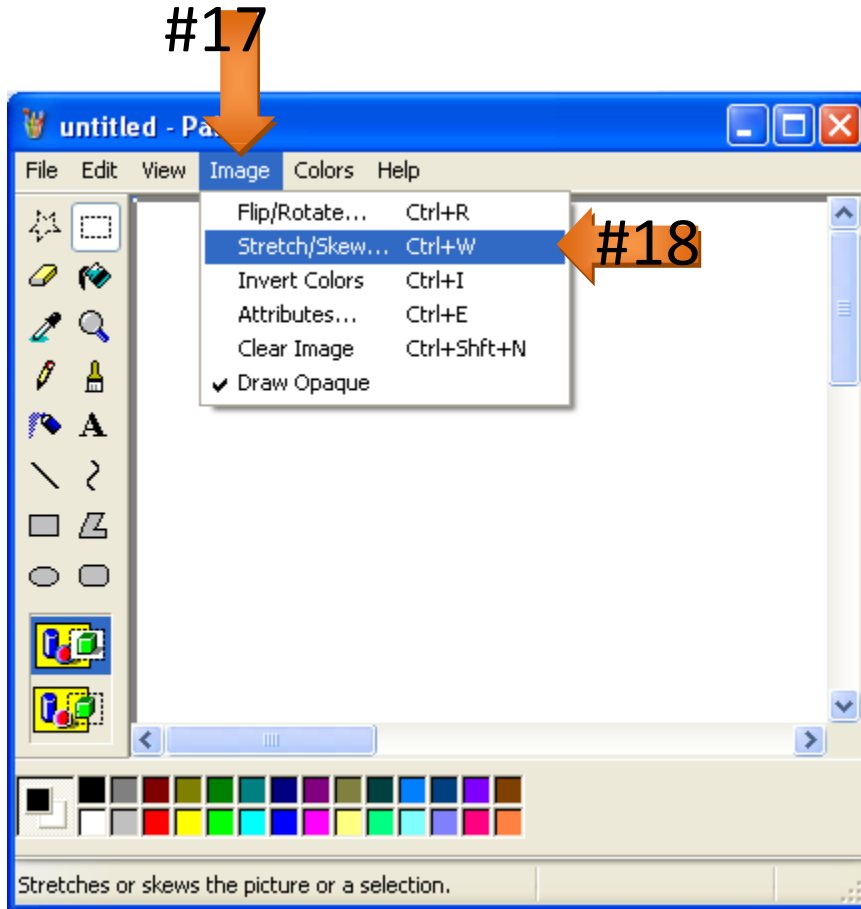 #17
untitled - Pa
File Edit View Image Colors Help
Flip/Rotate... Ctrl+R
Stretch/Skew... Ctrl+W
#18
Invert Colors Ctrl+I
Attributes... Ctrl+E
Clear Image Ctrl+Shft+N
Draw Opaque
A
Stretches or skews the picture or a selection.